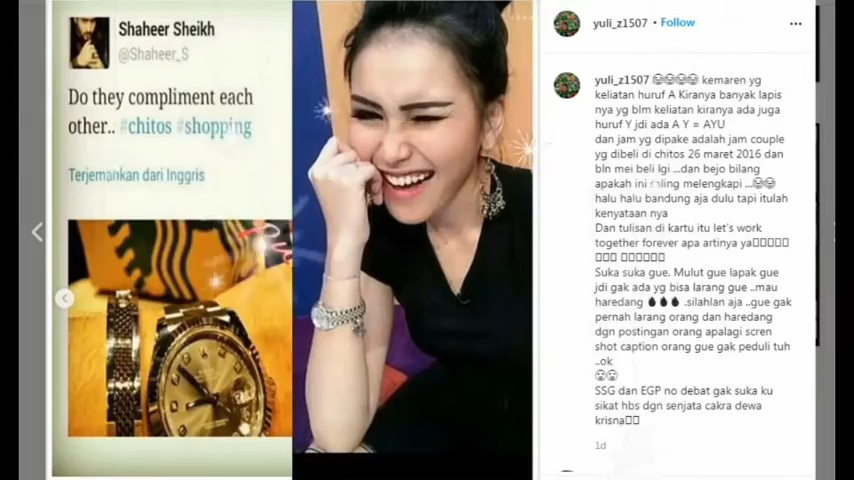 Shaheer Sheikh
@Shaheer_S
Do they compliment each
other.. #chitos #shopping
Terjemahkan dari Inggris
yuli_z1507 • Follow
yuli_z1507 😂😂😂😂 kemaren yg
keliatan huruf A Kiranya banyak lapis
nya yg blm keliatan kiranya ada juga
huruf Y jdi ada A Y = AYU
dan jam yg dipake adalah jam couple
yg dibeli di chitos 26 maret 2016 dan
bln mei beli lgi ...dan bejo bilang
apakah ini saling melengkapi ...😂😂
halu halu bandung aja dulu tapi itulah
kenyataan nya
Dan tulisan di kartu itu let's work
together forever apa artinya ya
Suka suka gue. Mulut gue lapak gue
jdi gak ada yg bisa larang gue ..mau
haredang 🔥🔥🔥 .silahlan aja ..gue gak
pernah larang orang dan haredang
dgn postingan orang apalagi scren
shot caption orang gue gak peduli tuh
..ok
SSG dan EGP no debat gak suka ku
sikat hbs dgn senjata cakra dewa
krisna
1d